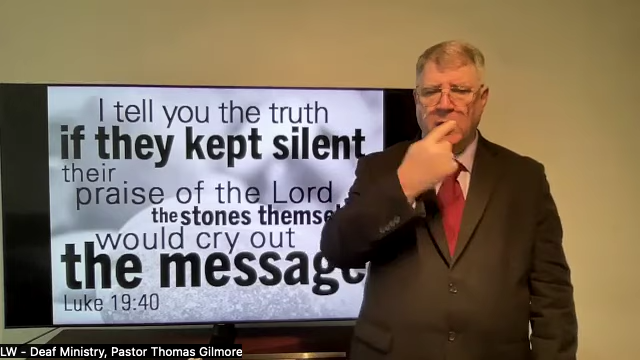 I tell you the truth
if they kept silent
their
praise of the Lord
the stones
would cry out
the message
Luke 19:40
LW - Deaf Ministry, Pastor Thomas Gilmore